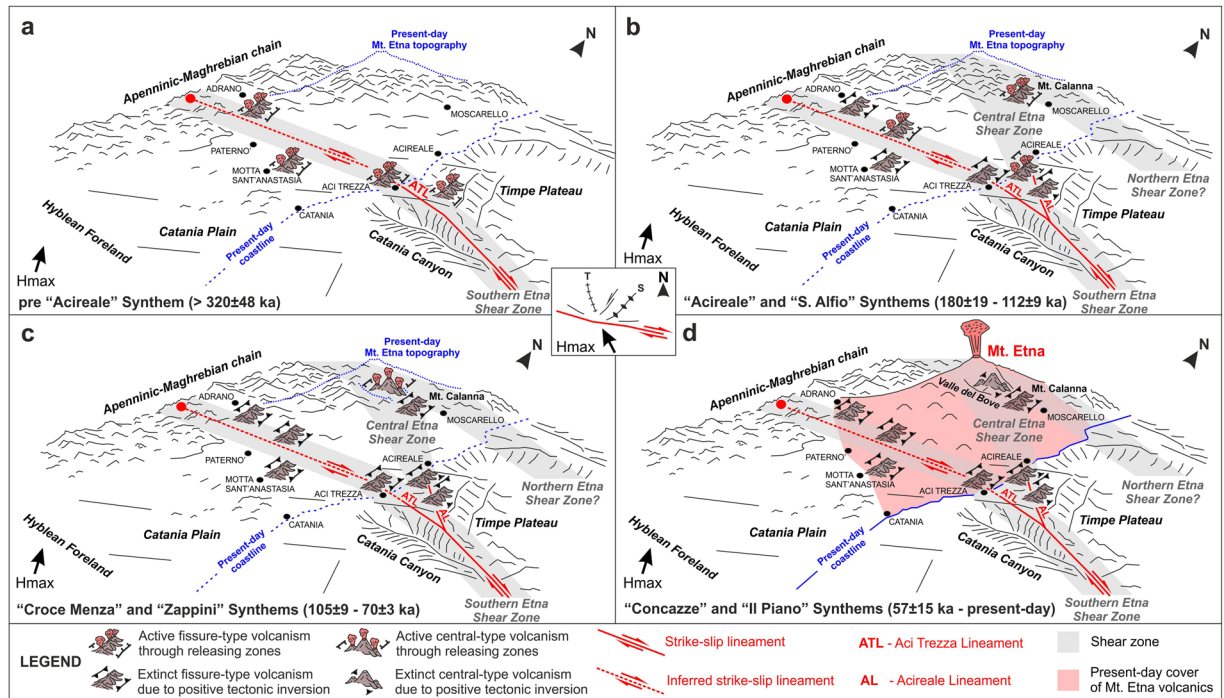 a
Present-day
Mt. Etna topography
N
Apenninic-Maghrebian chain
ADRANO
MOSCARELLO
PATERNO'
ACIREALE
MOTTA
SANT'ANASTASIA
ACI TREZZA
ATL
Timpe Plateau
CATANIA
Hyblean Foreland
Catania Plain
Present-day
coastline
Catania Canyon
Hmax
Southern Etna
Shear Zone
pre “Acireale” Synthem (> 320±48 ka)
b
Present-day
Mt. Etna topography
N
Apenninic-Maghrebian chain
ADRANO
Mt. Calanna
MOSCARELLO
Central Etna
Shear Zone
PATERNO'
ACIREALE
MOTTA
SANT'ANASTASIA
ACI TREZZA
ATL
AL
Northern Etna
Shear Zone?
Timpe Plateau
CATANIA
Hyblean Foreland
Catania Plain
Present-day
coastline
Catania Canyon
Hmax
Southern Etna
Shear Zone
“Acireale” and “S. Alfio” Synthems (180±19 - 112±9 ka)
T
S
N
Hmax
c
Present-day
Mt. Etna topography
N
Apenninic-Maghrebian chain
ADRANO
Mt. Calanna
MOSCARELLO
Central Etna
Shear Zone
PATERNO'
ACIREALE
MOTTA
SANT'ANASTASIA
ACI TREZZA
ATL
AL
Northern Etna
Shear Zone?
Timpe Plateau
CATANIA
Hyblean Foreland
Catania Plain
Present-day
coastline
Catania Canyon
Hmax
Southern Etna
Shear Zone
“Croce Menza” and “Zappini” Synthems (105±9 - 70±3 ka)
d
Mt. Etna
N
Apenninic-Maghrebian chain
ADRANO
Valle del Bove
Mt. Calanna
MOSCARELLO
Central Etna
Shear Zone
PATERNO'
ACIREALE
MOTTA
SANT'ANASTASIA
ACI TREZZA
ATL
AL
Northern Etna
Shear Zone?
Timpe Plateau
CATANIA
Hyblean Foreland
Catania Plain
Present-day
coastline
Catania Canyon
Hmax
Southern Etna
Shear Zone
“Concazze” and “Il Piano” Synthems (57±15 ka - present-day)
LEGEND
Active fissure-type volcanism
through releasing zones
Extinct fissure-type volcanism
due to positive tectonic inversion
Active central-type volcanism
through releasing zones
Extinct central-type volcanism
due to positive tectonic inversion
Strike-slip lineament
Inferred strike-slip lineament
ATL - Aci Trezza Lineament
AL - Acireale Lineament
Shear zone
Present-day cover
of Mt. Etna volcanics